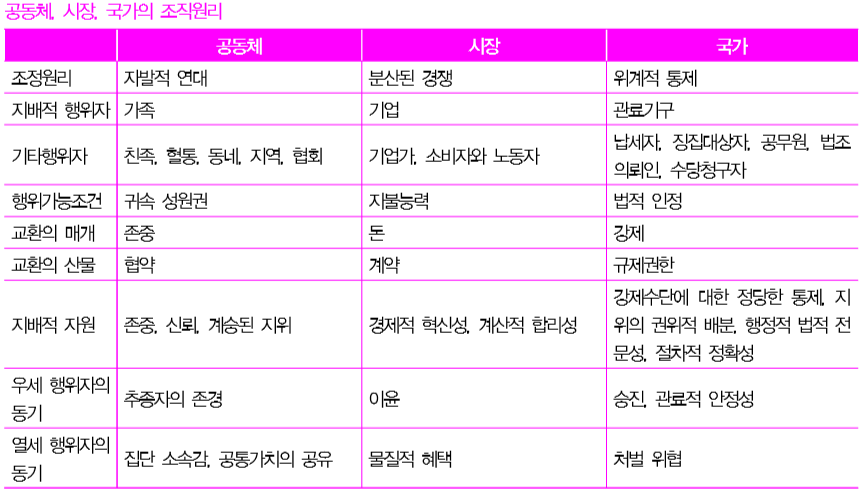 공동체, 시장, 국가의 조직원리
공동체 시장 국가
조정원리 자발적 연대 분산된 경쟁 위계적 통제
지배적 행위자 가족 기업 관료기구
기타행위자 친족, 혈통, 동네, 지역, 협회 기업가, 소비자와 노동자 납세자, 징집대상자, 공무원, 법조
의뢰인, 수당청구자
행위가능조건 귀속 성원권 지불능력 법적 인정
교환의 매개 존중 돈 강제
교환의 산물 협약 계약 규제권한
지배적 자원 존중, 신뢰, 계승된 지위 경제적 혁신성, 계산적 합리성 강제수단에 대한 정당한 통제, 지
위의 권위적 배분, 행정적 법적 전
문성, 절차적 정확성
우세 행위자의
동기 추종자의 존경 이윤 승진, 관료적 안정성
열세 행위자의
동기 집단 소속감, 공통가치의 공유 물질적 혜택 처벌 위협